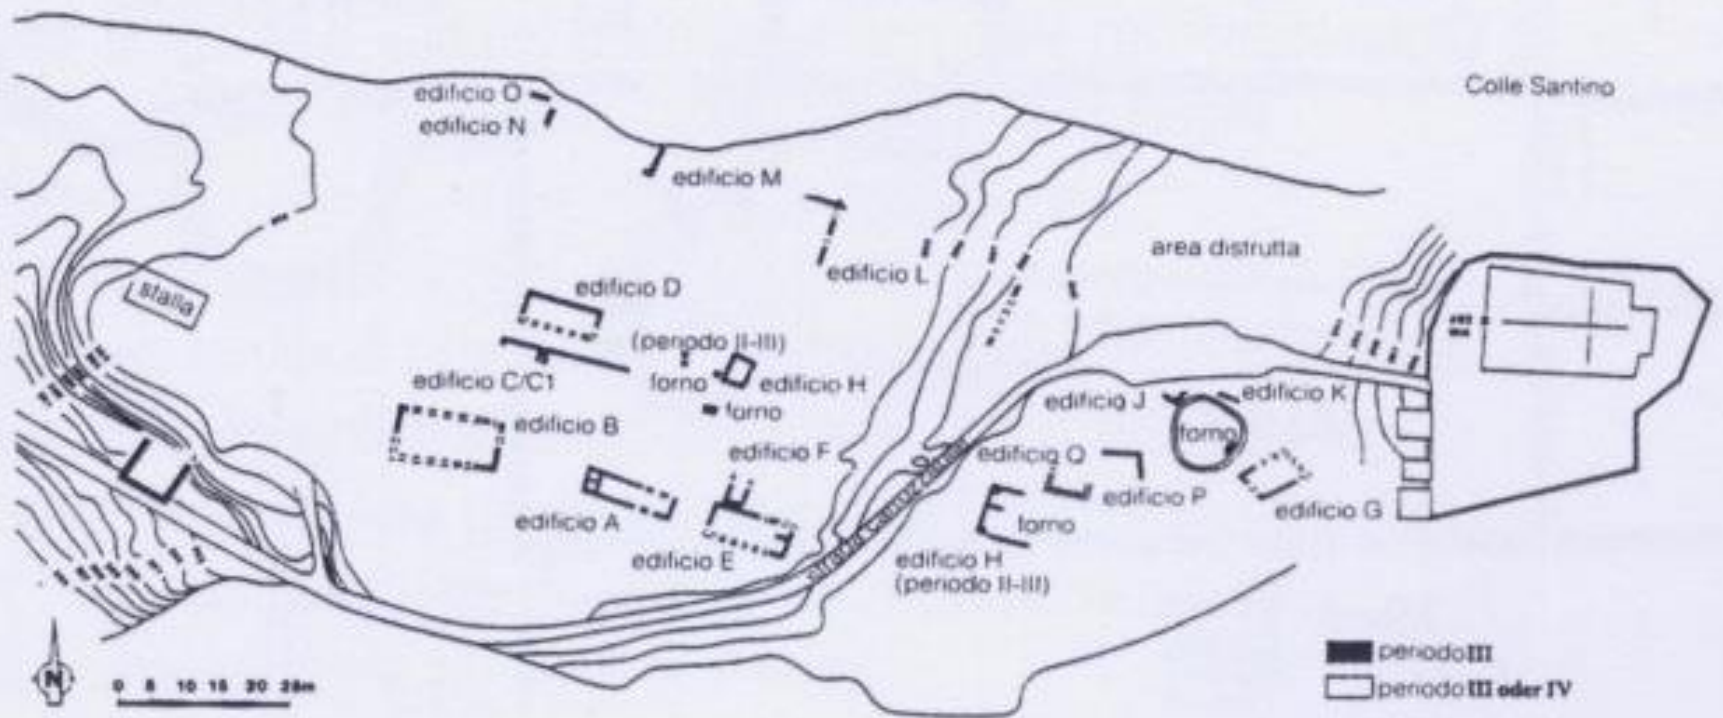 Colle Santino
edificio O
edificio N
edificio M
area distrutta
edificio L
stalla
edificio D
(periodo II-III)
edificio C/C1
forno
edificio H
forno
edificio B
edificio J
edificio K
forno
edificio F
edificio Q
edificio P
edificio G
edificio A
edificio E
forno
strada
edificio H
(periodo II-III)
N
0 5 10 15 20 25m
periodo III
periodo III oder IV